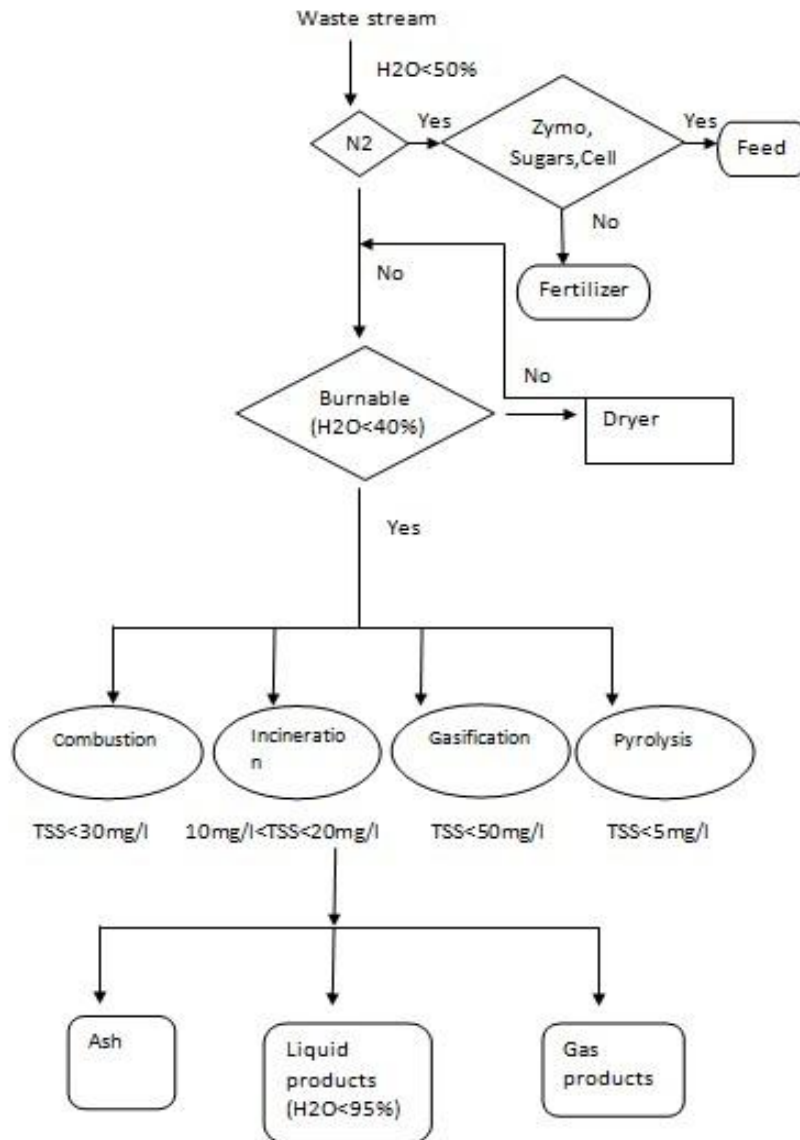 Waste stream
H2O<50%
N2
Yes
Zymo,
Sugars,Cell
Yes
Feed
No
Fertilizer
No
Burnable
(H2O<40%)
No
Dryer
Yes
Combustion
Incineratio
n
Gasification
Pyrolysis
TSS<30mg/l
10mg/l<TSS<20mg/l
TSS<50mg/l
TSS<5mg/l
Ash
Liquid
products
(H2O<95%)
Gas
products